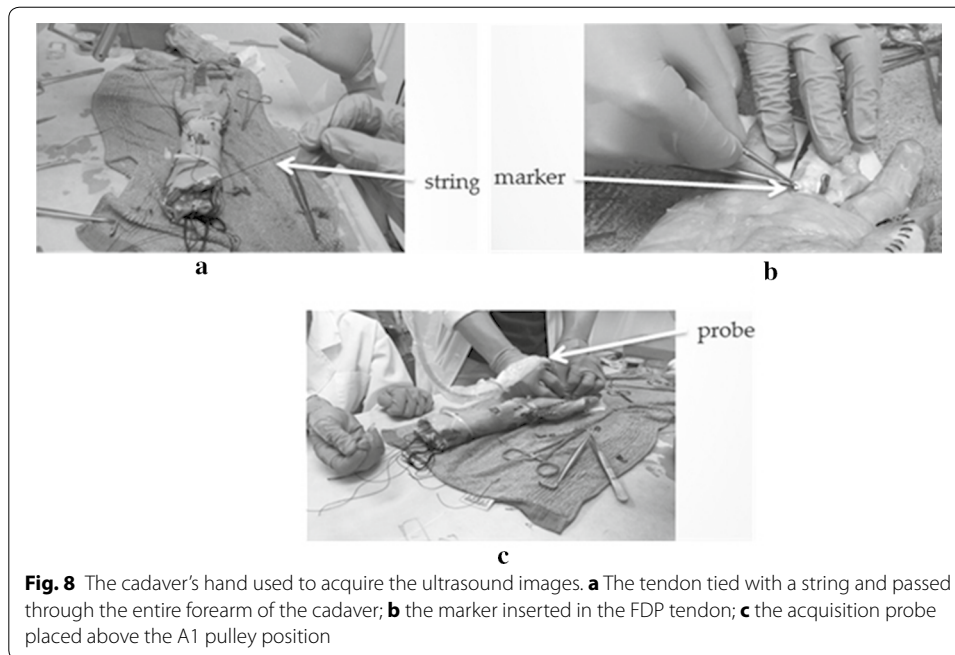 string
marker
a
b
probe
c
Fig. 8 The cadaver's hand used to acquire the ultrasound images. a The tendon tied with a string and passed
through the entire forearm of the cadaver; b the marker inserted in the FDP tendon; c the acquisition probe
placed above the A1 pulley position